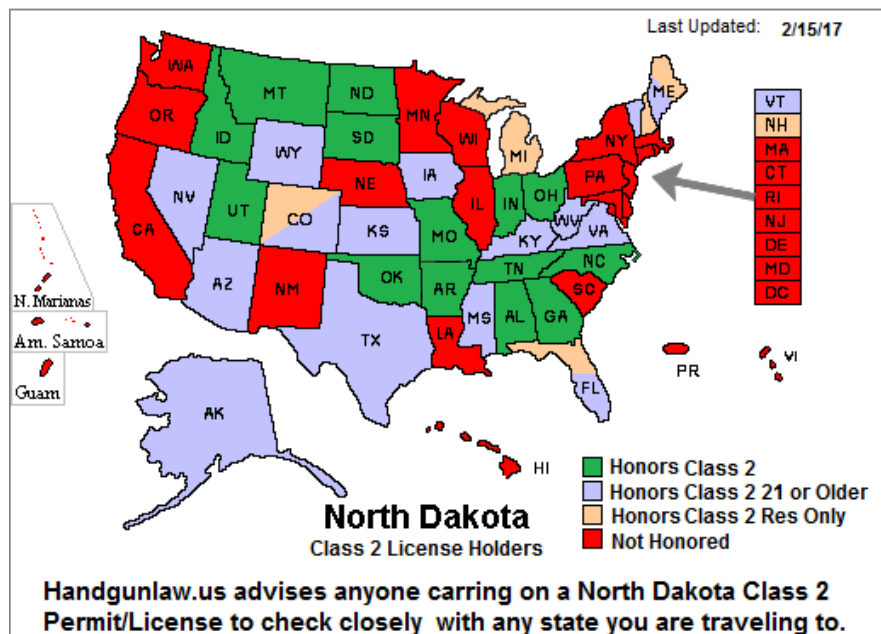 Last Updated: 2/15/17
WA
MT
ND
MN
ME
VT
NH
MA
CT
RI
NJ
DE
MD
DC
OR
ID
SD
WI
NY
WY
MI
IA
PA
NE
NV
UT
CO
IL
IN
OH
WV
VA
CA
KS
MO
KY
NC
TN
AZ
NM
OK
AR
SC
MS
AL
GA
TX
LA
FL
N. Marianas
Am. Samoa
Guam
PR
VI
AK
HI
Honors Class 2
Honors Class 2 21 or Older
Honors Class 2 Res Only
Not Honored
North Dakota
Class 2 License Holders
Handgunlaw.us advises anyone carring on a North Dakota Class 2
Permit/License to check closely with any state you are traveling to.